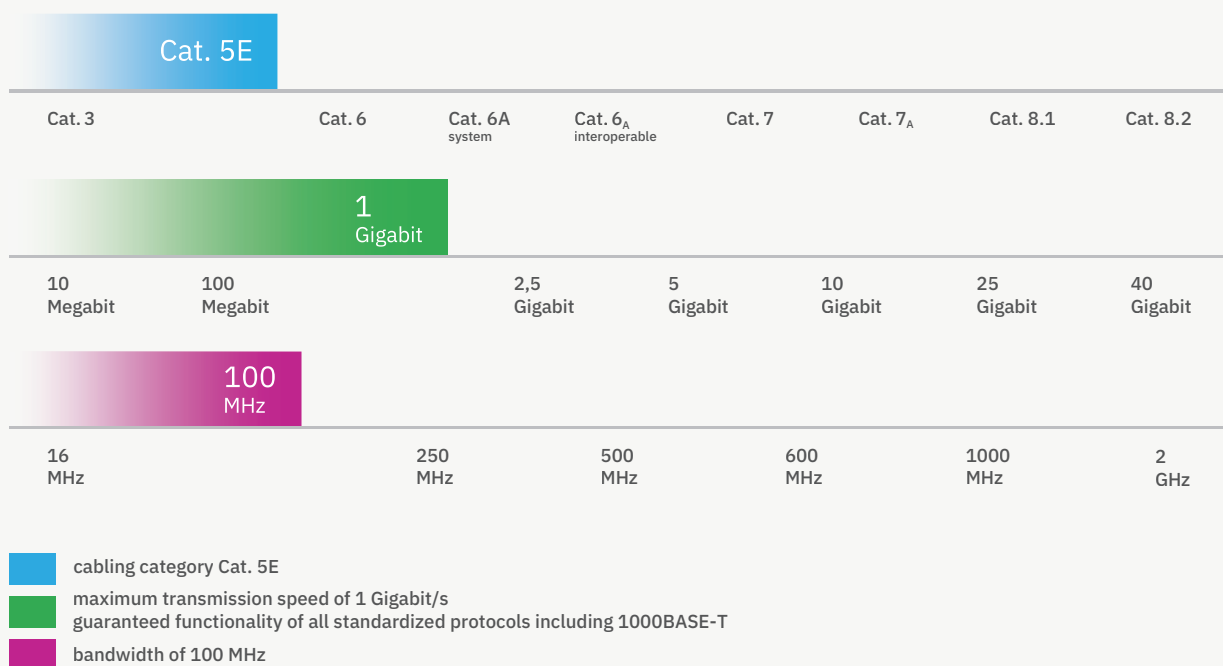 Cat. 5E
Cat. 3 Cat. 6 Cat. 6A Cat. 6A Cat. 7 Cat. 7A Cat. 8.1 Cat. 8.2
system interoperable
1
Gigabit
10 100 2,5 5 10 25 40
Megabit Megabit Gigabit Gigabit Gigabit Gigabit Gigabit
100
MHz
16 250 500 600 1000 2
MHz MHz MHz MHz MHz GHz
cabling category Cat. 5E
maximum transmission speed of 1 Gigabit/s
guaranteed functionality of all standardized protocols including 1000BASE-T
bandwidth of 100 MHz